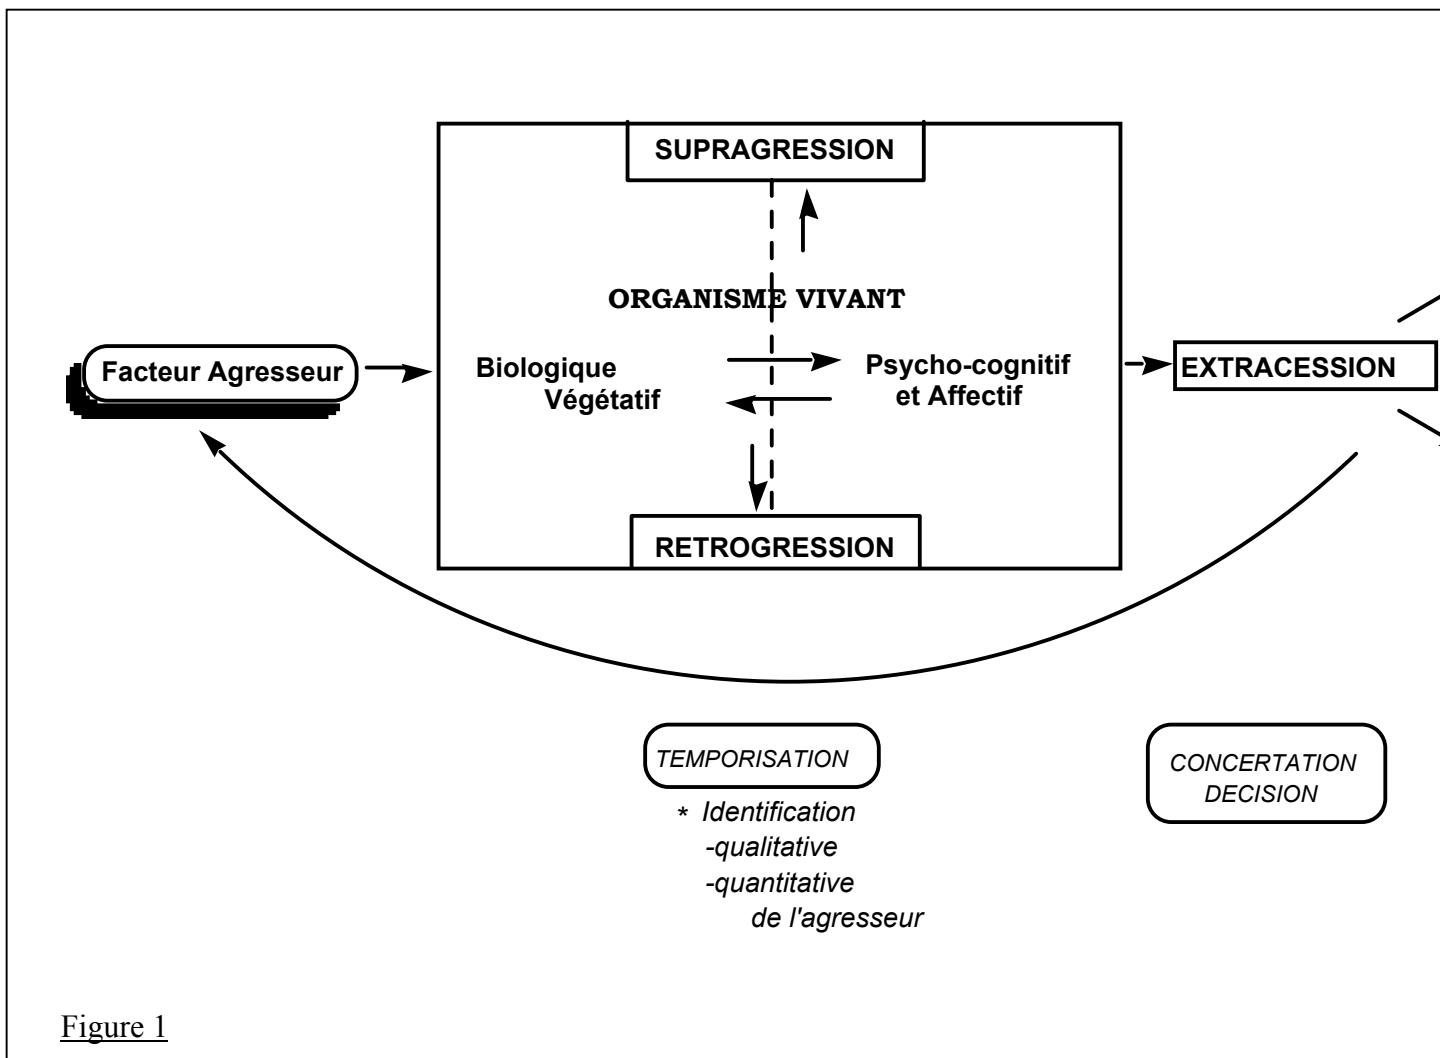 SUPRAGRESSION
ORGANISME VIVANT
Facteur Agresseur
Biologique
Végétatif
Psycho-cognitif
et Affectif
EXTRACESSION
RETROGRESSION
TEMPORISATION
* Identification
-qualitative
-quantitative
de l'agresseur
CONCERTATION
DECISION
Figure 1